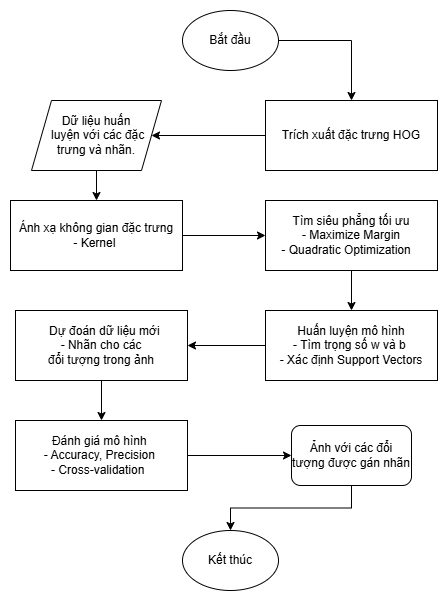 Bắt đầu
Trích xuất đặc trưng HOG
Dữ liệu huấn
luyện với các đặc
trưng và nhãn.
Ánh xạ không gian đặc trưng
- Kernel
Tìm siêu phẳng tối ưu
- Maximize Margin
- Quadratic Optimization
Huấn luyện mô hình
- Tìm trọng số w và b
- Xác định Support Vectors
Dự đoán dữ liệu mới
- Nhãn cho các
đối tượng trong ảnh
Đánh giá mô hình
- Accuracy, Precision
- Cross-validation
Ảnh với các đối
tượng được gán nhãn
Kết thúc